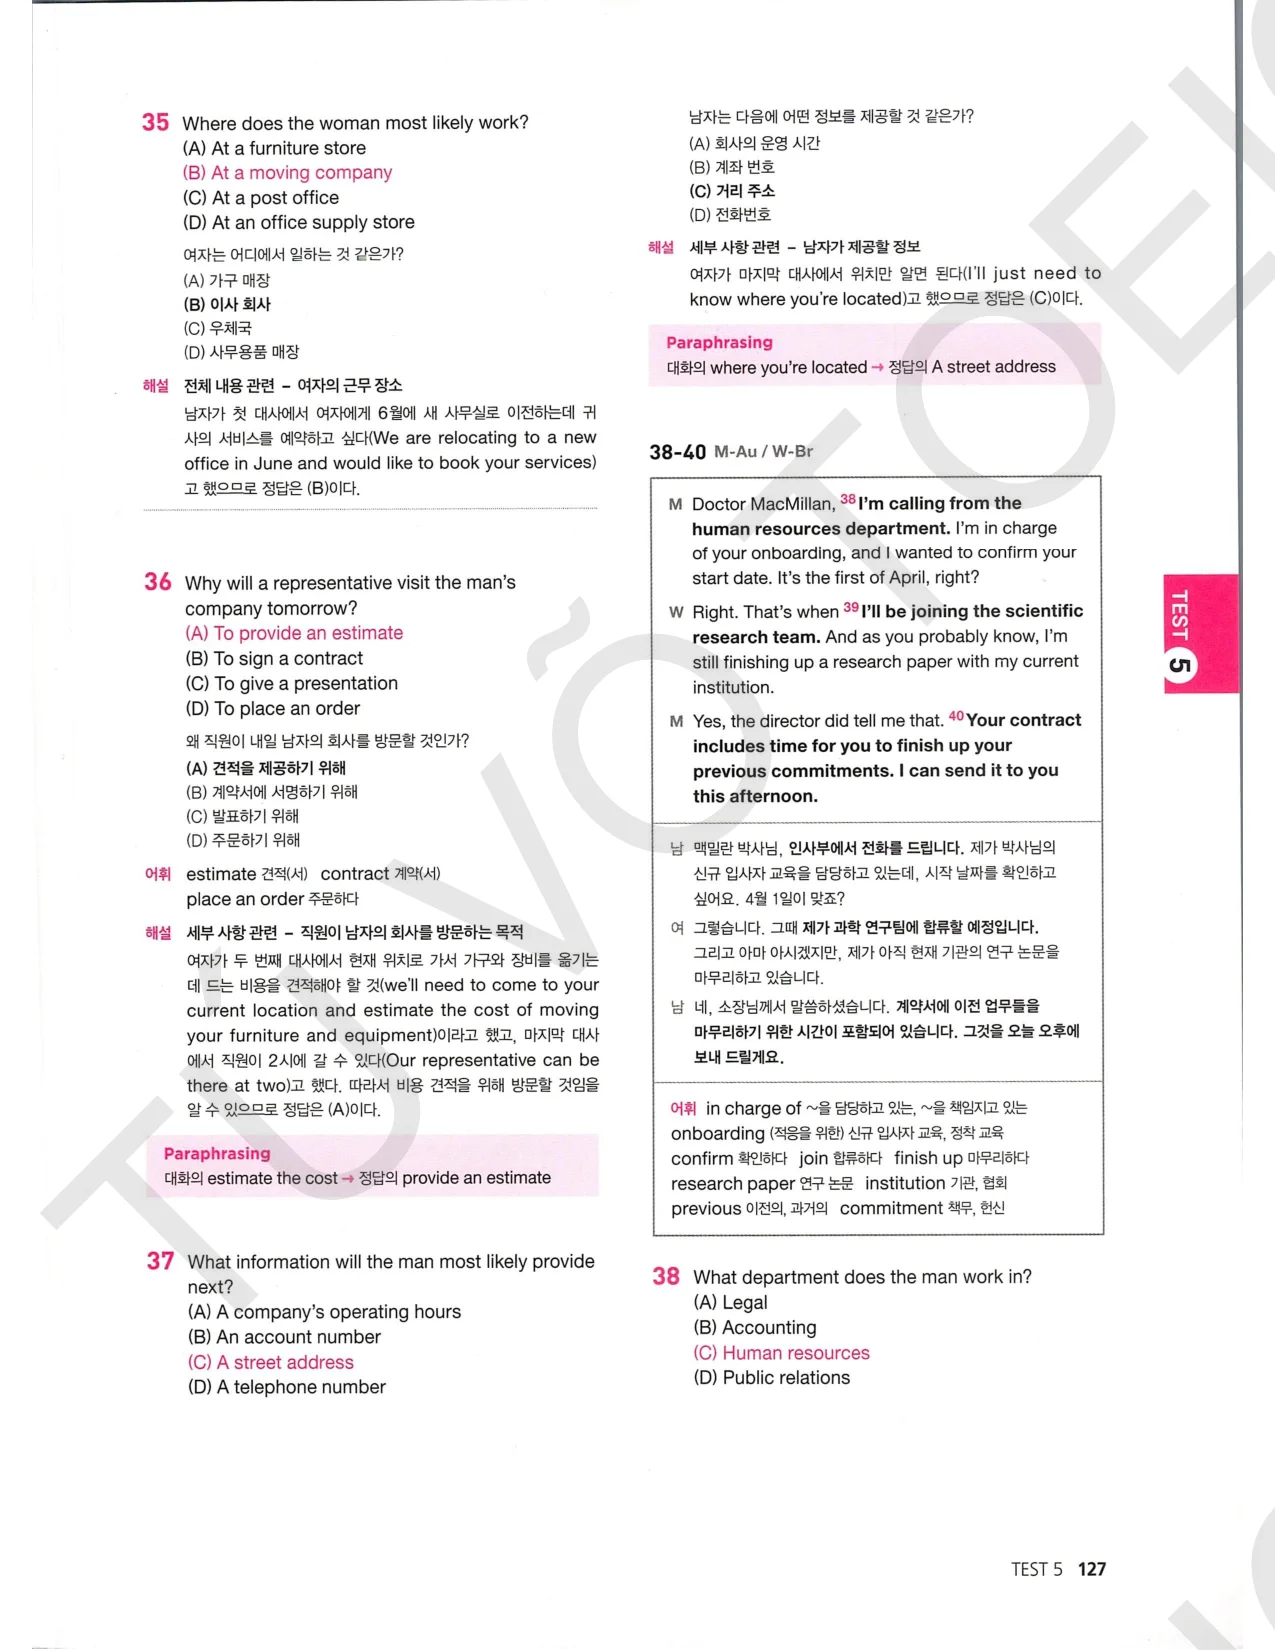 35 Where does the woman most likely work?
(A) At a furniture store
(B) At a moving company
(C) At a post office
(D) At an office supply store
여자는 어디에서 일하는 것 같은가?
(A) 가구 매장
(B) 이사 회사
(C) 우체국
(D) 사무용품 매장
해설 전체 내용 관련 – 여자의 근무 장소
남자가 첫 대사에서 여자에게 6월에 새 사무실로 이전하는데 귀
사의 서비스를 예약하고 싶다(We are relocating to a new
office in June and would like to book your services)
고 했으므로 정답은 (B)이다.
36 Why will a representative visit the man's
company tomorrow?
(A) To provide an estimate
(B) To sign a contract
(C) To give a presentation
(D) To place an order
왜 직원이 내일 남자의 회사를 방문할 것인가?
(A) 견적을 제공하기 위해
(B) 계약서에 서명하기 위해
(C) 발표하기 위해
(D) 주문하기 위해
어휘 estimate 견적(서) contract 계약(서)
place an order 주문하다
해설 세부 사항 관련 – 직원이 남자의 회사를 방문하는 목적
여자가 두 번째 대사에서 현재 위치로 가서 가구와 장비를 옮기는
데 드는 비용을 견적해야 할 것(we'll need to come to your
current location and estimate the cost of moving
your furniture and equipment)이라고 했고, 마지막 대사
에서 직원이 2시에 갈 수 있다(Our representative can be
there at two)고 했다. 따라서 비용 견적을 위해 방문할 것임을
알 수 있으므로 정답은 (A)이다.
Paraphrasing
대화의 estimate the cost → 정답의 provide an estimate
37 What information will the man most likely provide
next?
(A) A company's operating hours
(B) An account number
(C) A street address
(D) A telephone number
남자는 다음에 어떤 정보를 제공할 것 같은가?
(A) 회사의 운영 시간
(B) 계좌 번호
(C) 거리 주소
(D) 전화번호
해설 세부 사항 관련 – 남자가 제공할 정보
여자가 마지막 대사에서 위치만 알면 된다(I'll just need to
know where you're located)고 했으므로 정답은 (C)이다.
Paraphrasing
대화의 where you're located → 정답의 A street address
38-40 M-Au / W-Br
M Doctor MacMillan, 38 I'm calling from the
human resources department. I'm in charge
of your onboarding, and I wanted to confirm your
start date. It's the first of April, right?
W Right. That's when 39 I'll be joining the scientific
research team. And as you probably know, I'm
still finishing up a research paper with my current
institution.
M Yes, the director did tell me that. 40 Your contract
includes time for you to finish up your
previous commitments. I can send it to you
this afternoon.
남 맥밀란 박사님, 인사부에서 전화를 드립니다. 제가 박사님의
신규 입사자 교육을 담당하고 있는데, 시작 날짜를 확인하고
싶어요. 4월 1일이 맞죠?
여 그렇습니다. 그때 제가 과학 연구팀에 합류할 예정입니다.
그리고 아마 아시겠지만, 제가 아직 현재 기관의 연구 논문을
마무리하고 있습니다.
남 네, 소장님께서 말씀하셨습니다. 계약서에 이전 업무들을
마무리하기 위한 시간이 포함되어 있습니다. 그것을 오늘 오후에
보내 드릴게요.
어휘 in charge of ~을 담당하고 있는, ~을 책임지고 있는
onboarding (적응을 위한) 신규 입사자 교육, 정착 교육
confirm 확인하다 join 합류하다 finish up 마무리하다
research paper 연구 논문 institution 기관, 협회
previous 이전의, 과거의 commitment 책무, 헌신
38 What department does the man work in?
(A) Legal
(B) Accounting
(C) Human resources
(D) Public relations
TEST 5
TEST 5 127
TÚ VÕ TOEIC